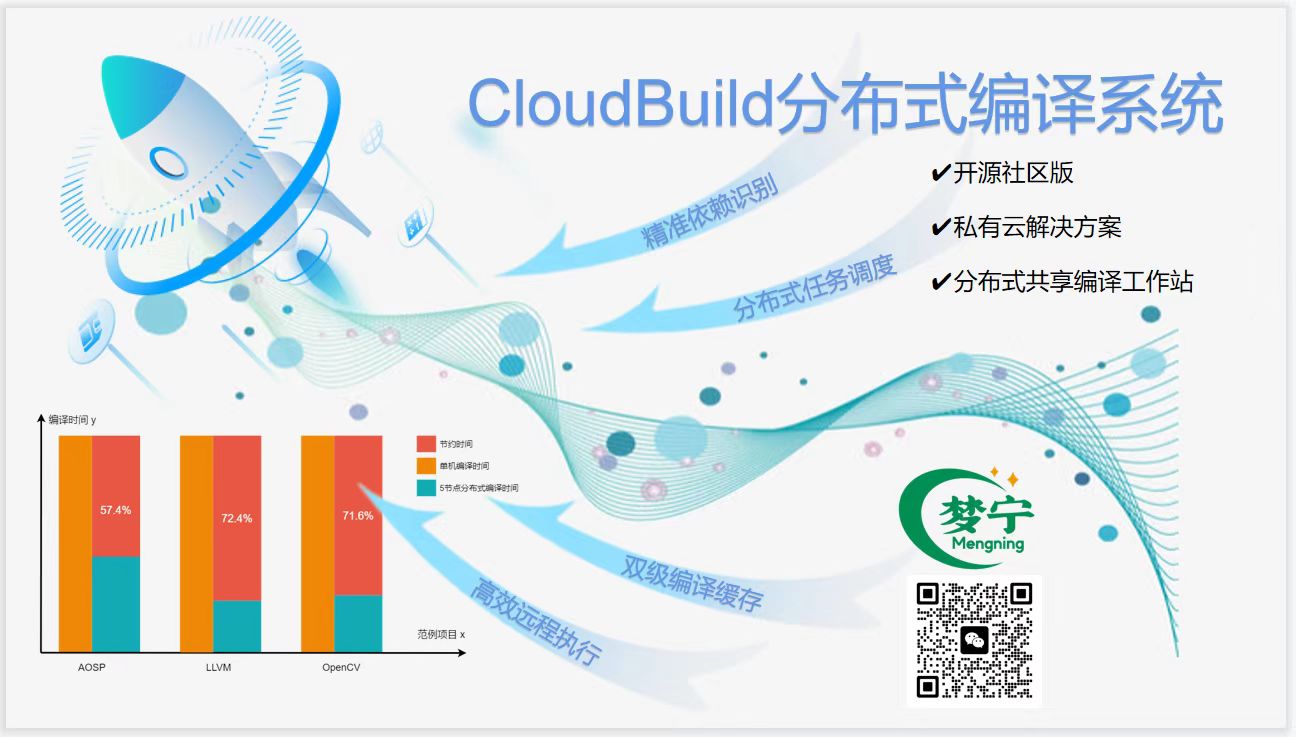 CloudBuild分布式编译系统
✔开源社区版
✔私有云解决方案
✔分布式共享编译工作站
精准依赖识别
分布式任务调度
编译时间 y
节约时间
单机编译时间
5节点分布式编译时间
57.4%
72.4%
71.6%
双级编译缓存
高效远程执行
范例项目 x
AOSP
LLVM
OpenCV
梦宁
Mengning